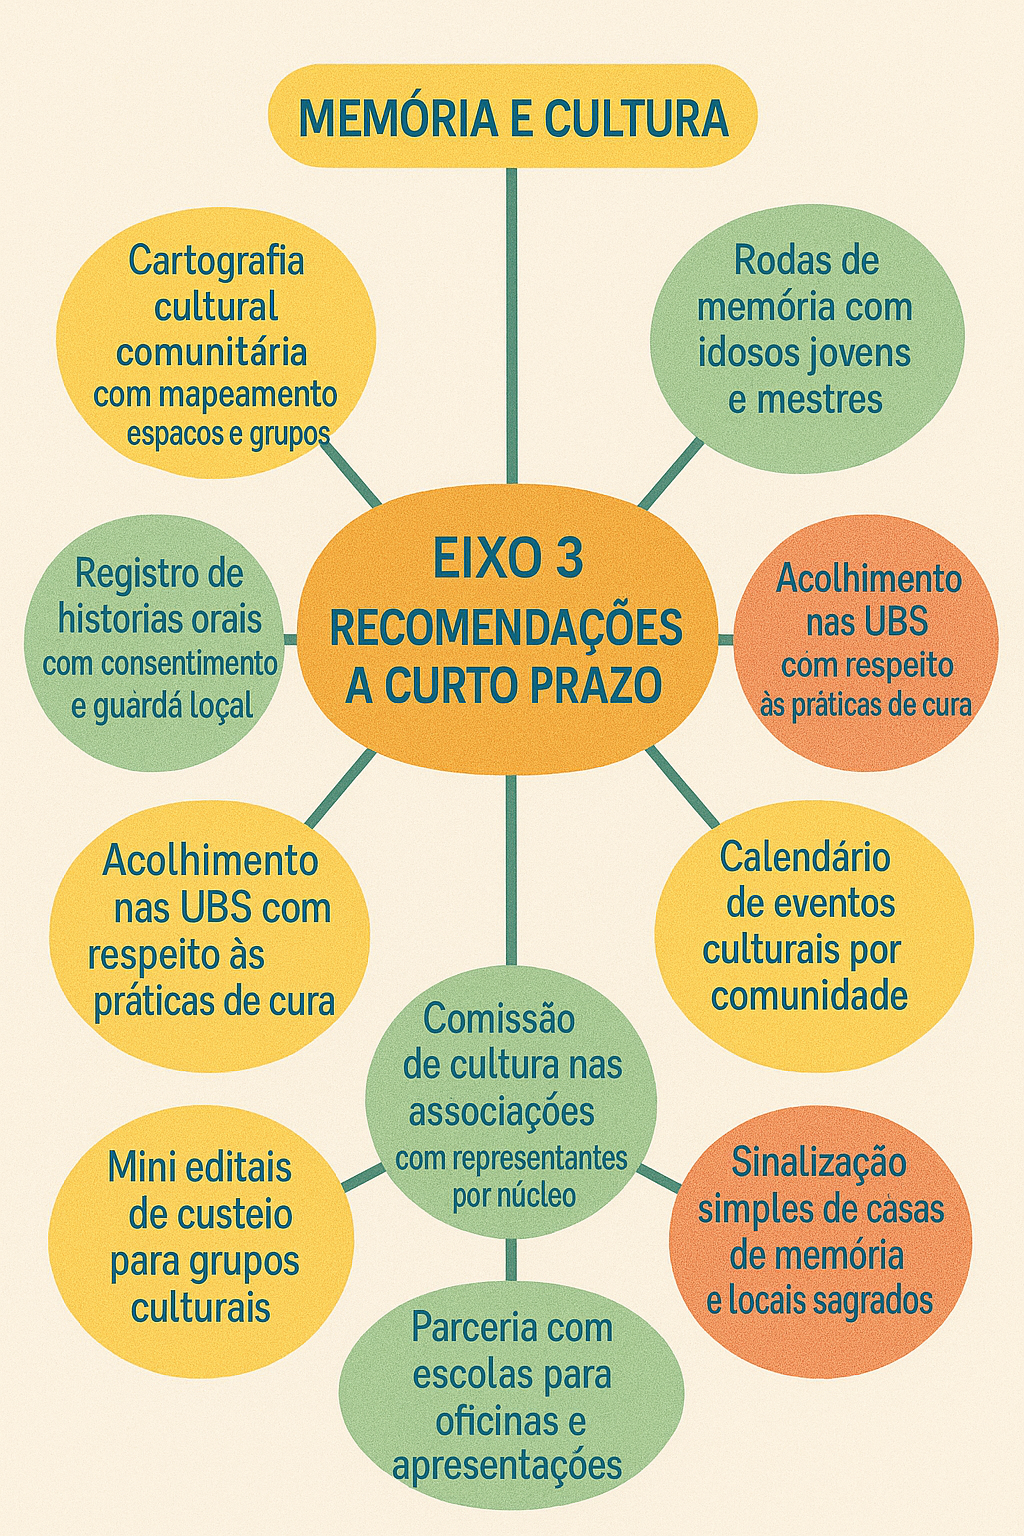 MEMÓRIA E CULTURA
Cartografia
cultural
comunitária
com mapeamento
espacos e grupos
Rodas de
memória com
idosos jovens
e mestres
EIXO 3
RECOMENDAÇÕES
A CURTO PRAZO
Registro de
historias orais
com consentimento
e guàrdá loçal
Acolhimento
nas UBS
com respeito
às práticas de cura
Acolhimento
nas UBS com
respeito às
práticas de cura
Calendário
de eventos
culturais por
comunidade
Comissão
de cultura nas
associaçóes
com representantes
por núcleo
Mini editais
de custeio
para grupos
culturais
Sinalização
simples de càsas
de memória
e locais sagrados
Parceria com
escolas para
oficinas e
apresentaçóes